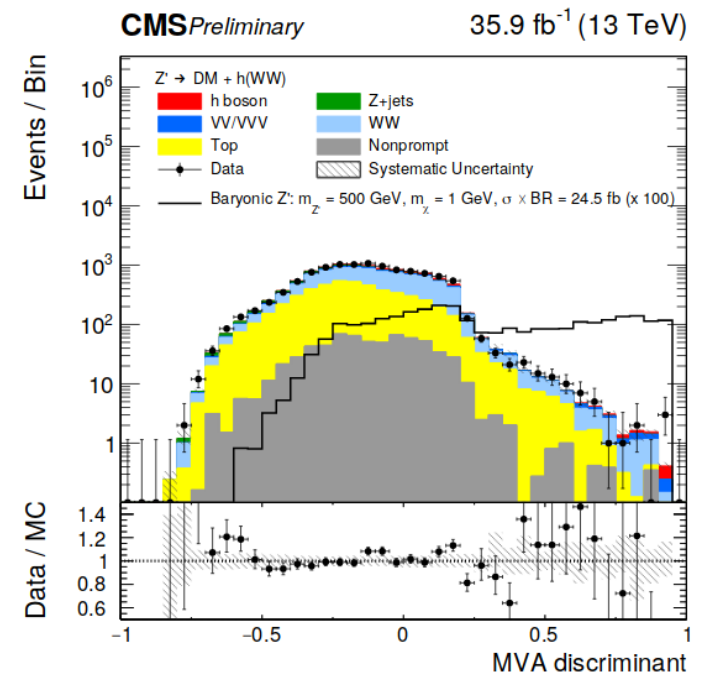 CMS Preliminary 35.9 fb⁻¹ (13 TeV)
Events / Bin
10⁶
10⁵
10⁴
10³
10²
10
1
Z' → DM + h(WW)
h boson Z+jets
VV/VVV WW
Top Nonprompt
Data Systematic Uncertainty
Baryonic Z': m_Z' = 500 GeV, m_χ = 1 GeV, σ × BR = 24.5 fb (x 100)
Data / MC
1.4
1.2
1
0.8
0.6
−1 −0.5 0 0.5 1
MVA discriminant